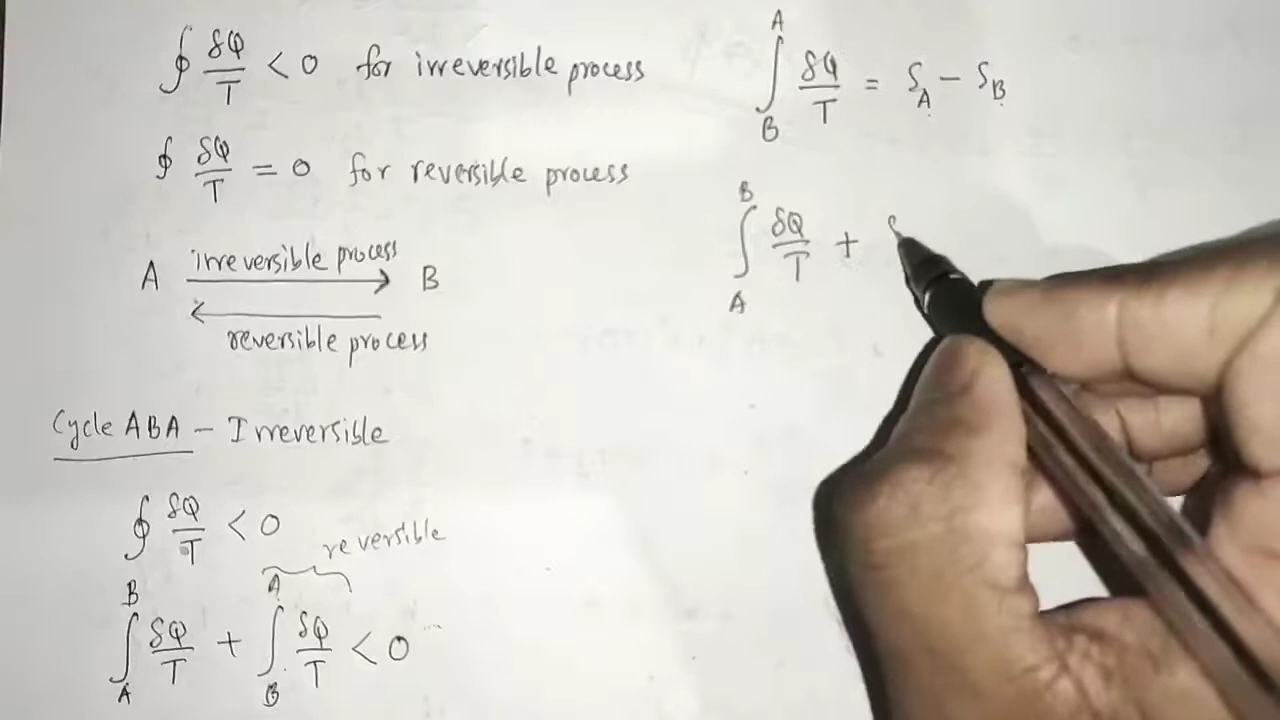 ∮ δQ/T < 0 for irreversible process
∮ δQ/T = 0 for reversible process
A irreversible process → B
← reversible process
Cycle ABA – Irreversible
∮ δQ/T < 0
reversible
∫_A^B δQ/T + ∫_B^A δQ/T < 0
∫_B^A δQ/T = S_A – S_B
∫_A^B δQ/T +